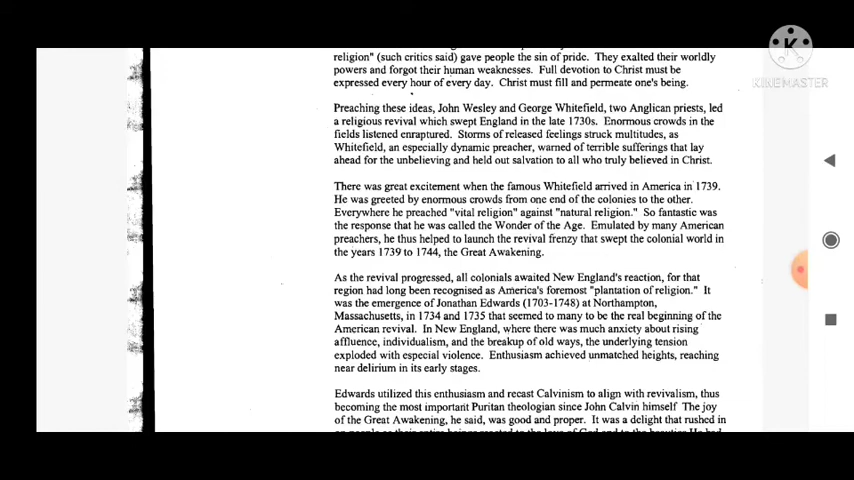 religion" (such critics said) gave people the sin of pride. They exalted their worldly
powers and forgot their human weaknesses. Full devotion to Christ must be
expressed every hour of every day. Christ must fill and permeate one's being.
Preaching these ideas, John Wesley and George Whitefield, two Anglican priests, led
a religious revival which swept England in the late 1730s. Enormous crowds in the
fields listened enraptured. Storms of released feelings struck multitudes, as
Whitefield, an especially dynamic preacher, warned of terrible sufferings that lay
ahead for the unbelieving and held out salvation to all who truly believed in Christ.
There was great excitement when the famous Whitefield arrived in America in 1739.
He was greeted by enormous crowds from one end of the colonies to the other.
Everywhere he preached "vital religion" against "natural religion." So fantastic was
the response that he was called the Wonder of the Age. Emulated by many American
preachers, he thus helped to launch the revival frenzy that swept the colonial world in
the years 1739 to 1744, the Great Awakening.
As the revival progressed, all colonials awaited New England's reaction, for that
region had long been recognised as America's foremost "plantation of religion." It
was the emergence of Jonathan Edwards (1703-1748) at Northampton,
Massachusetts, in 1734 and 1735 that seemed to many to be the real beginning of the
American revival. In New England, where there was much anxiety about rising
affluence, individualism, and the breakup of old ways, the underlying tension
exploded with especial violence. Enthusiasm achieved unmatched heights, reaching
near delirium in its early stages.
Edwards utilized this enthusiasm and recast Calvinism to align with revivalism, thus
becoming the most important Puritan theologian since John Calvin himself The joy
of the Great Awakening, he said, was good and proper. It was a delight that rushed in
K
KINEMASTER